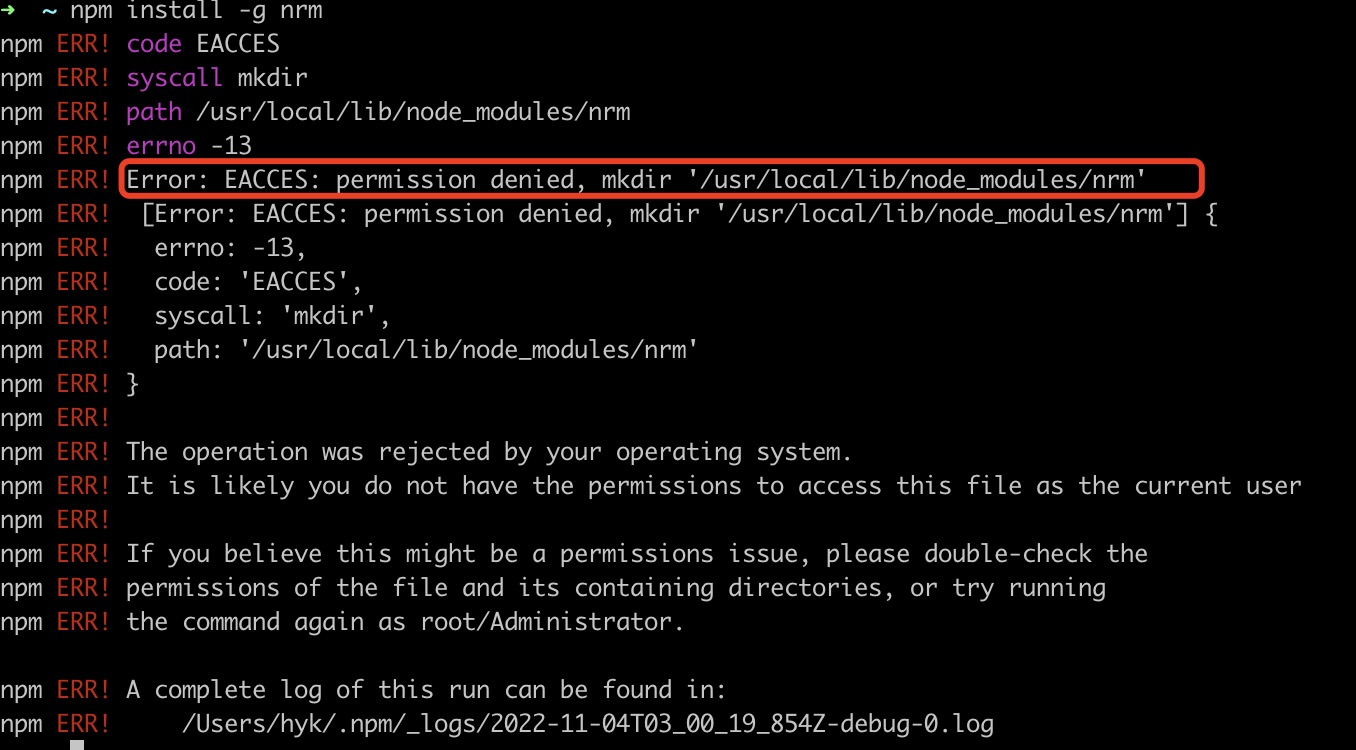 → ~ npm install -g nrm
npm ERR! code EACCES
npm ERR! syscall mkdir
npm ERR! path /usr/local/lib/node_modules/nrm
npm ERR! errno -13
npm ERR! Error: EACCES: permission denied, mkdir '/usr/local/lib/node_modules/nrm'
npm ERR!  [Error: EACCES: permission denied, mkdir '/usr/local/lib/node_modules/nrm'] {
npm ERR!   errno: -13,
npm ERR!   code: 'EACCES',
npm ERR!   syscall: 'mkdir',
npm ERR!   path: '/usr/local/lib/node_modules/nrm'
npm ERR! }
npm ERR!
npm ERR! The operation was rejected by your operating system.
npm ERR! It is likely you do not have the permissions to access this file as the current user
npm ERR!
npm ERR! If you believe this might be a permissions issue, please double-check the
npm ERR! permissions of the file and its containing directories, or try running
npm ERR! the command again as root/Administrator.

npm ERR! A complete log of this run can be found in:
npm ERR!     /Users/hyk/.npm/_logs/2022-11-04T03_00_19_854Z-debug-0.log